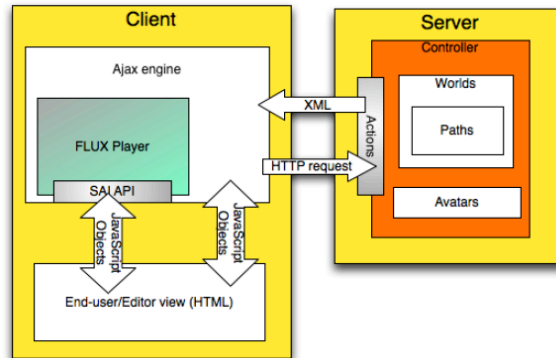 Client
Ajax engine
FLUX Player
SAI API
JavaScript
Objects
JavaScript
Objects
End-user/Editor view (HTML)
XML
HTTP request
Server
Controller
Actions
Worlds
Paths
Avatars